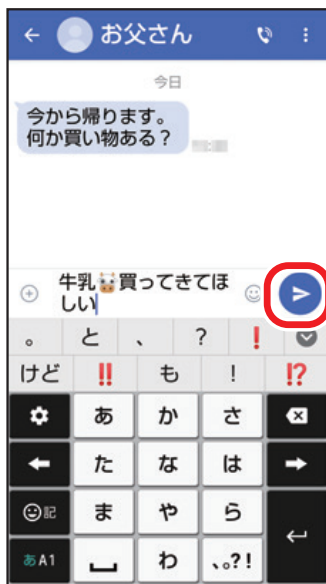 お父さん
今日
今から帰ります。
何か買い物ある？
牛乳🐮買ってきてほ
しい
。 と 、 ? ❗
けど ‼ も ! ⁉
あ か さ
た な は
記 ま や ら
あA1 わ 、。?!